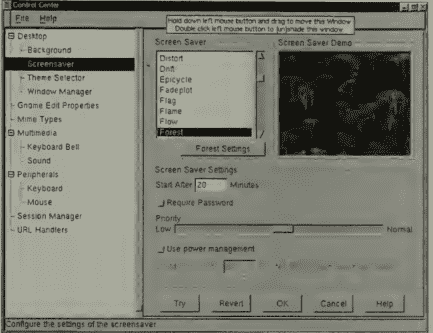 Control Center
File Help
Hold down left mouse button and drag to move this Window
Double click left mouse button to (un)shade this window
Desktop
Background
Screensaver
Theme Selector
Window Manager
Gnome Edit Properties
Mime Types
Multimedia
Keyboard Bell
Sound
Peripherals
Keyboard
Mouse
Session Manager
URL Handlers
Screen Saver
Distort
Drift
Epicycle
Fadeplot
Flag
Flame
Flow
Forest
Forest Settings
Screen Saver Demo
Screen Saver Settings
Start After 20 Minutes
Require Password
Priority
Low Normal
Use power management
Try Revert OK Cancel Help
Configure the settings of the screensaver